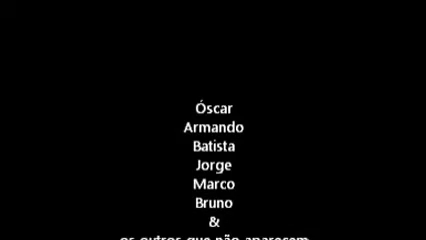 Óscar
Armando
Batista
Jorge
Marco
Bruno
&
os outros que não aparecem